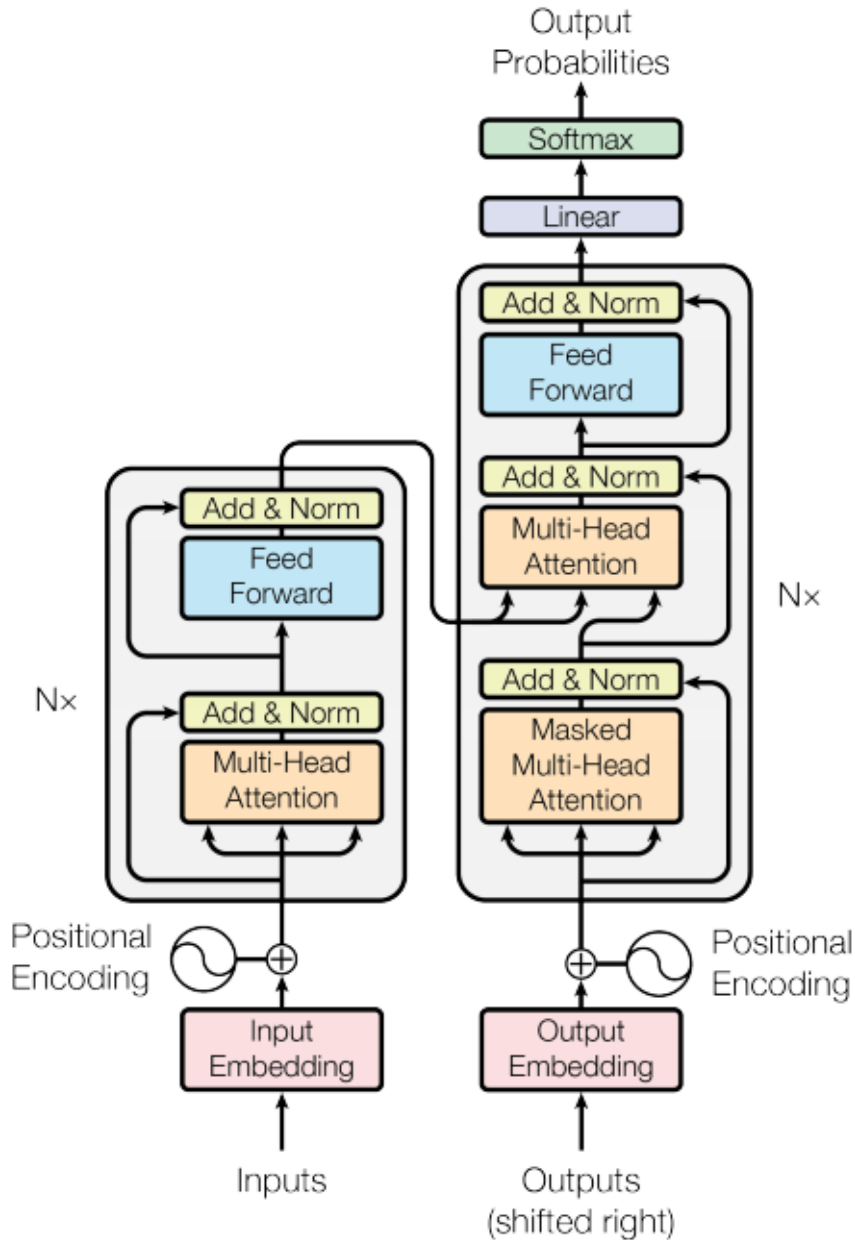 Output
Probabilities
Softmax
Linear
Add & Norm
Feed
Forward
Add & Norm
Multi-Head
Attention
Add & Norm
Masked
Multi-Head
Attention
N×
Positional
Encoding
Output
Embedding
Outputs
(shifted right)
Add & Norm
Feed
Forward
Add & Norm
Multi-Head
Attention
N×
Positional
Encoding
Input
Embedding
Inputs